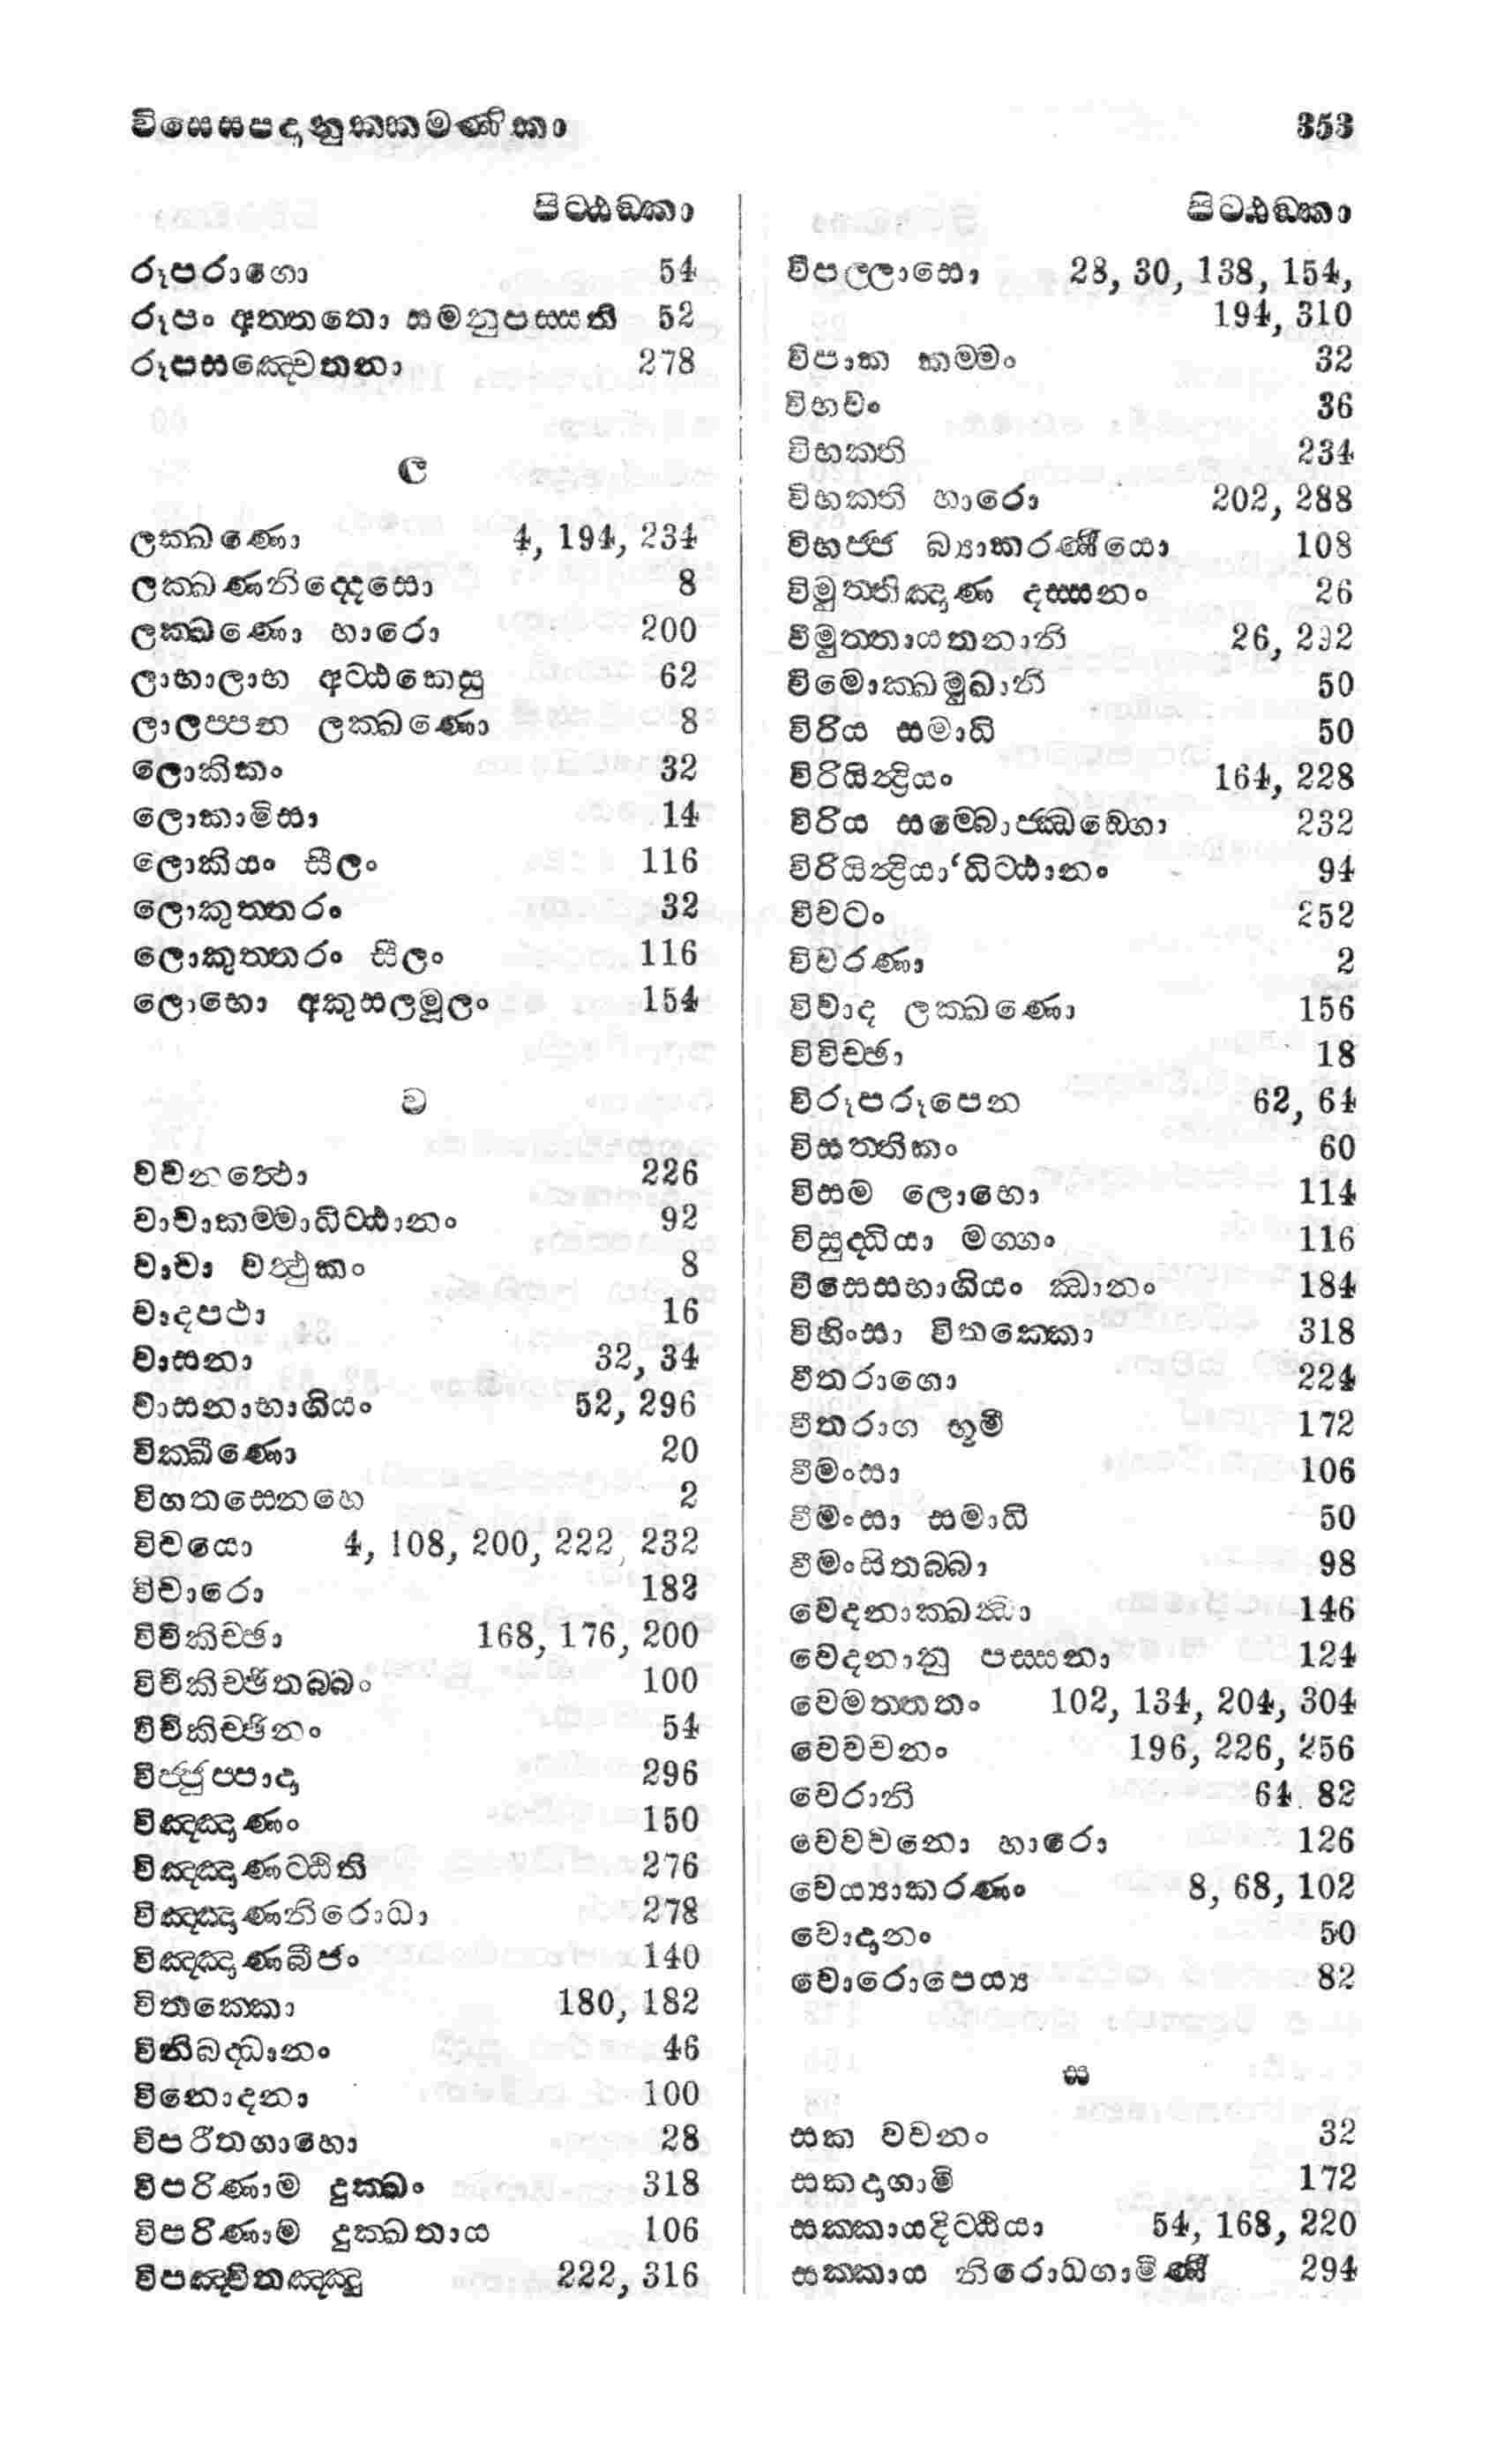 විසෙසපදානුක්කමණිකා 353
පිට්ඨඞ්කා
රූපරාගො 54
රූපං අත්තතො සමනුපස්සති 52
රූපසඤ්චෙතනා 278
ල
ලක්ඛණො 4, 194, 234
ලක්ඛණනිද්දෙසො 8
ලක්ඛණො හාරො 200
ලාභාලාභ අට්ඨකෙසු 62
ලාලප්පන ලක්ඛණො 8
ලොකිකං 32
ලොකාමිසා 14
ලොකියං සීලං 116
ලොකුත්තරං 32
ලොකුත්තරං සීලං 116
ලොභො අකුසලමූලං 154
ව
වචනත්ථො 226
වාචාකම්මාධිට්ඨානං 92
වාචා වත්ථුකං 8
වාදපථා 16
වාසනා 32, 34
වාසනාභාගියං 52, 296
වික්ඛීණො 20
විගතසෙනහෙ 2
විචයො 4, 108, 200, 222, 232
විචාරො 182
විචිකිච්ඡා 168, 176, 200
විචිකිච්ඡිතබ්බං 100
විචිකිච්ඡිනං 54
විජ්ජුප්පාදා 296
විඤ්ඤාණං 150
විඤ්ඤාණට්ඨිති 276
විඤ්ඤාණනිරොධා 278
විඤ්ඤාණබීජං 140
විතක්කො 180, 182
විනිබද්ධානං 46
විනොදනා 100
විපරීතගාහො 28
විපරිණාම දුක්ඛං 318
විපරිණාම දුක්ඛතාය 106
විපඤ්චිතඤ්ඤු 222, 316
පිට්ඨඞ්කා
විපල්ලාසො 28, 30, 138, 154,
194, 310
විපාක කම්මං 32
විභවං 36
විභක්ති 234
විභක්ති හාරො 202, 288
විභජ්ජ බ්‍යාකරණීයො 108
විමුත්තිඤාණ දස්සනං 26
විමුත්තායතනානි 26, 292
විමොක්ඛමුඛානි 50
විරිය සමාධි 50
විරියින්ද්‍රියං 164, 228
විරිය සම්බොජ්ඣඞ්ගො 232
විරියින්ද්‍රියා‘ධිට්ඨානං 94
විවටං 252
විවරණා 2
විවාද ලක්ඛණො 156
විවිච්ඡා 18
විරූපරූපෙන 62, 64
විසත්තිකං 60
විසම ලොභො 114
විසුද්ධියා මග්ගං 116
විසෙසභාගියං ඣානං 184
විහිංසා විතක්කො 318
වීතරාගො 224
වීතරාග භූමී 172
වීමංසා 106
වීමංසා සමාධි 50
වීමංසිතබ්බා 98
වෙදනාක්ඛන්ධා 146
වෙදනානු පස්සනා 124
වෙමත්තතං 102, 134, 204, 304
වෙවචනං 196, 226, 256
වෙරානි 64. 82
වෙවචනො හාරො 126
වෙය්‍යාකරණං 8, 68, 102
වොදානං 50
වොරොපෙය්‍ය 82
ස
සක වචනං 32
සකදාගාමි 172
සක්කායදිට්ඨියා 54, 168, 220
සක්කාය නිරොධගාමිණී 294